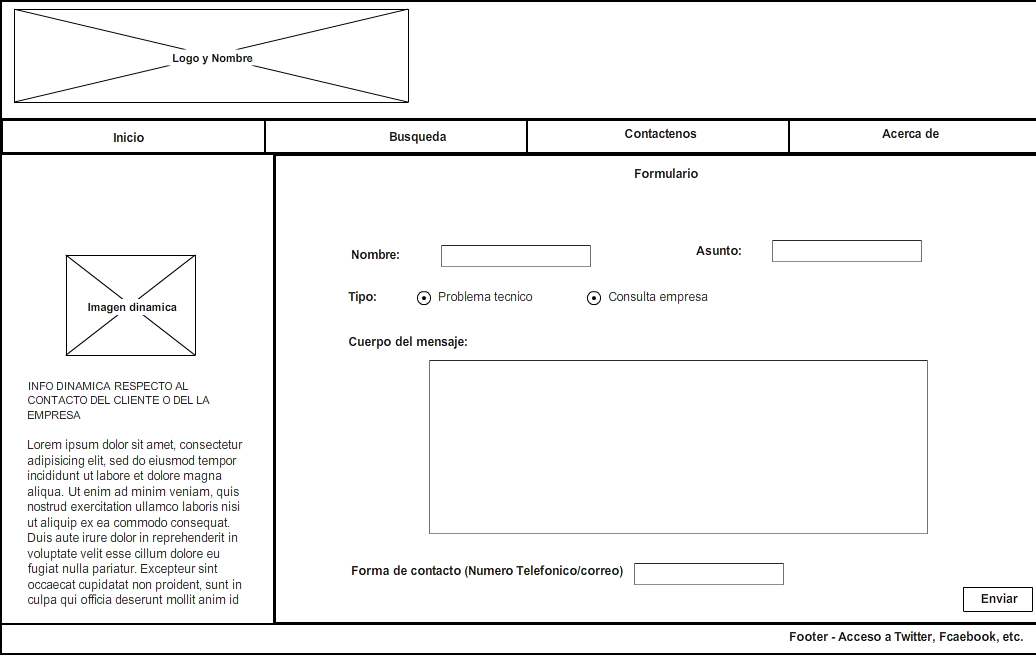 Logo y Nombre
Inicio
Busqueda
Contactenos
Acerca de
Formulario
Nombre:
Asunto:
Tipo:
Problema tecnico
Consulta empresa
Cuerpo del mensaje:
Forma de contacto (Numero Telefonico/correo)
Enviar
Imagen dinamica
INFO DINAMICA RESPECTO AL
CONTACTO DEL CLIENTE O DEL LA
EMPRESA
Lorem ipsum dolor sit amet, consectetur
adipisicing elit, sed do eiusmod tempor
incididunt ut labore et dolore magna
aliqua. Ut enim ad minim veniam, quis
nostrud exercitation ullamco laboris nisi
ut aliquip ex ea commodo consequat.
Duis aute irure dolor in reprehenderit in
voluptate velit esse cillum dolore eu
fugiat nulla pariatur. Excepteur sint
occaecat cupidatat non proident, sunt in
culpa qui officia deserunt mollit anim id
Footer - Acceso a Twitter, Fcaebook, etc.